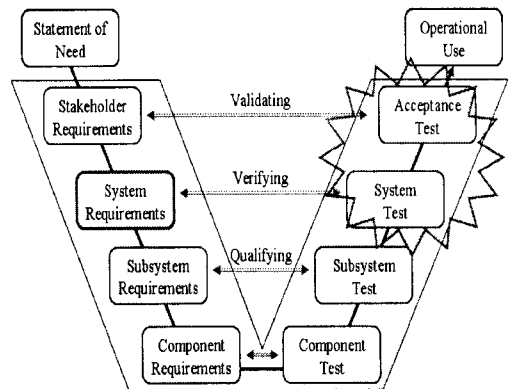 Statement of
Need
Operational
Use
Stakeholder
Requirements
Validating
Acceptance
Test
System
Requirements
Verifying
System
Test
Subsystem
Requirements
Qualifying
Subsystem
Test
Component
Requirements
Component
Test